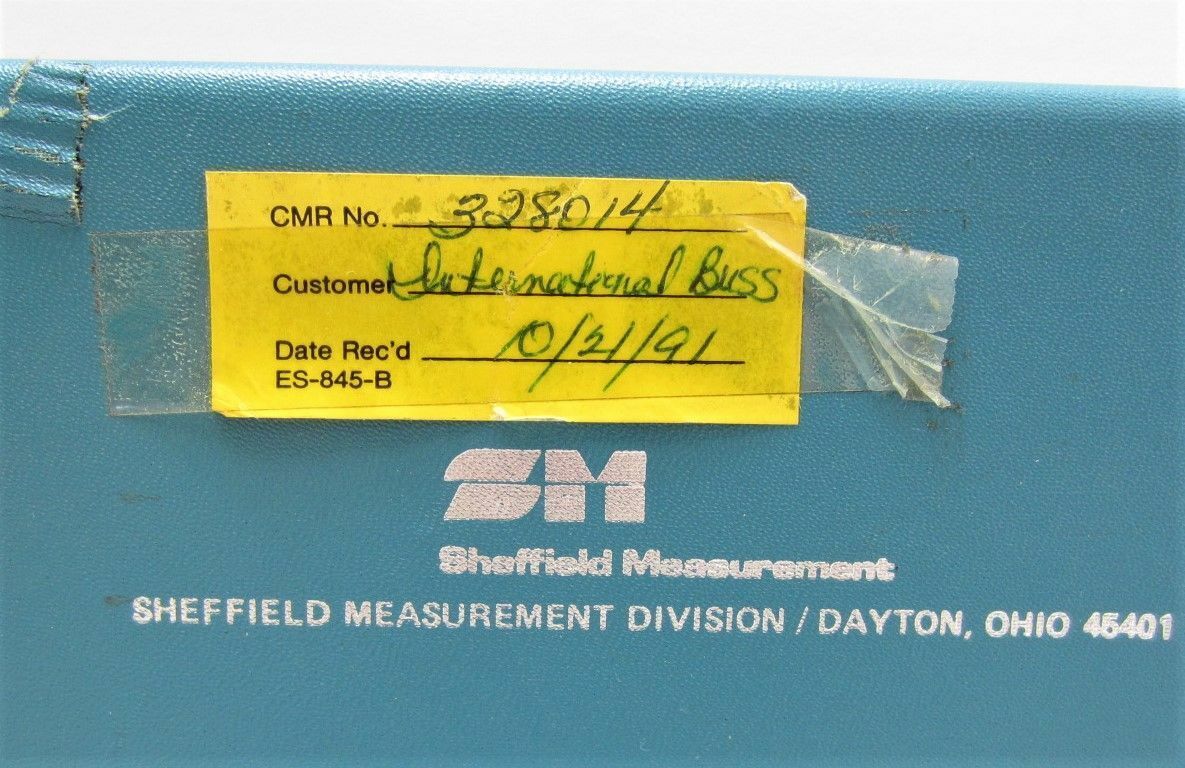 CMR No. 328014
Customer International Buss
Date Rec'd 10/21/91
ES-845-B
SM
Sheffield Measurement
SHEFFIELD MEASUREMENT DIVISION / DAYTON, OHIO 45401